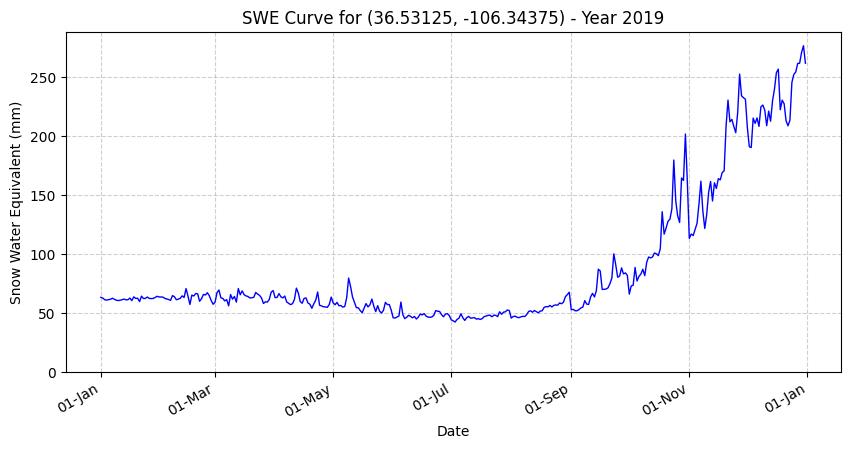 SWE Curve for (36.53125, -106.34375) - Year 2019
Snow Water Equivalent (mm)
250
200
150
100
50
0
01-Jan
01-Mar
01-May
01-Jul
01-Sep
01-Nov
01-Jan
Date